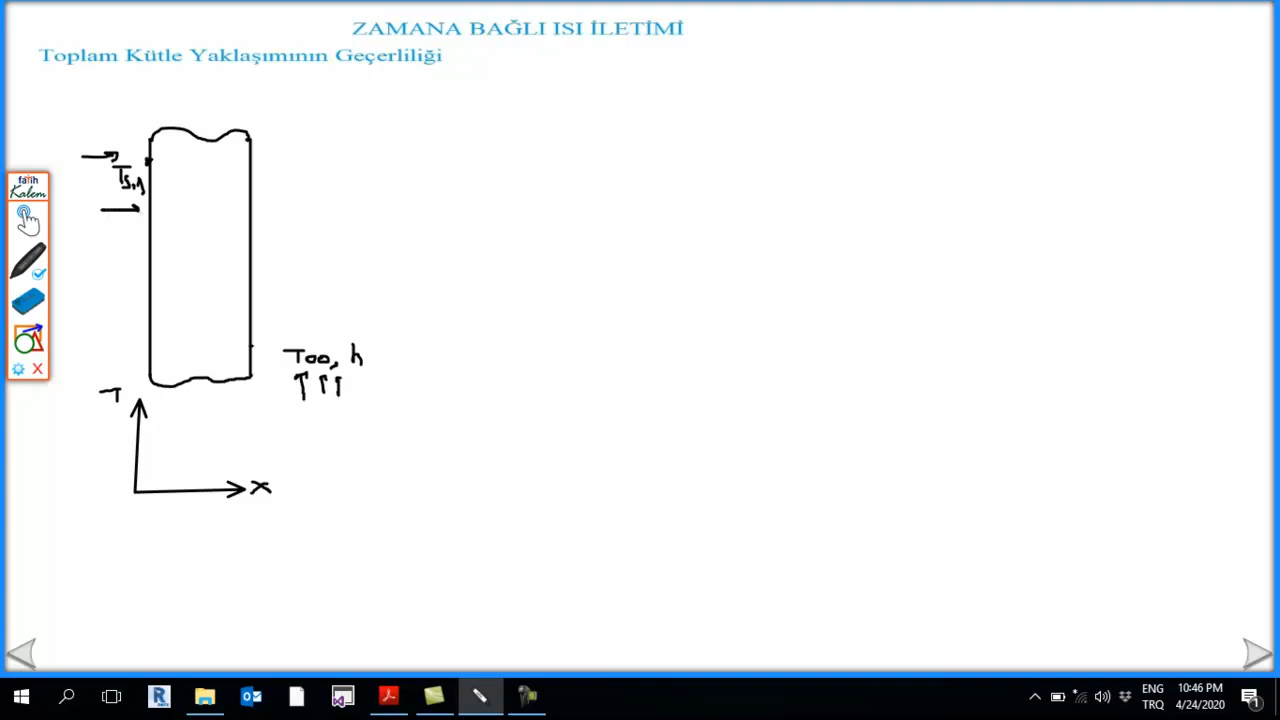 ZAMANA BAĞLI ISI İLETİMİ
Toplam Kütle Yaklaşımının Geçerliliği
Ts,1
fatih
Kalem
T∞, h
T
x
ENG
TRQ
10:46 PM
4/24/2020
1